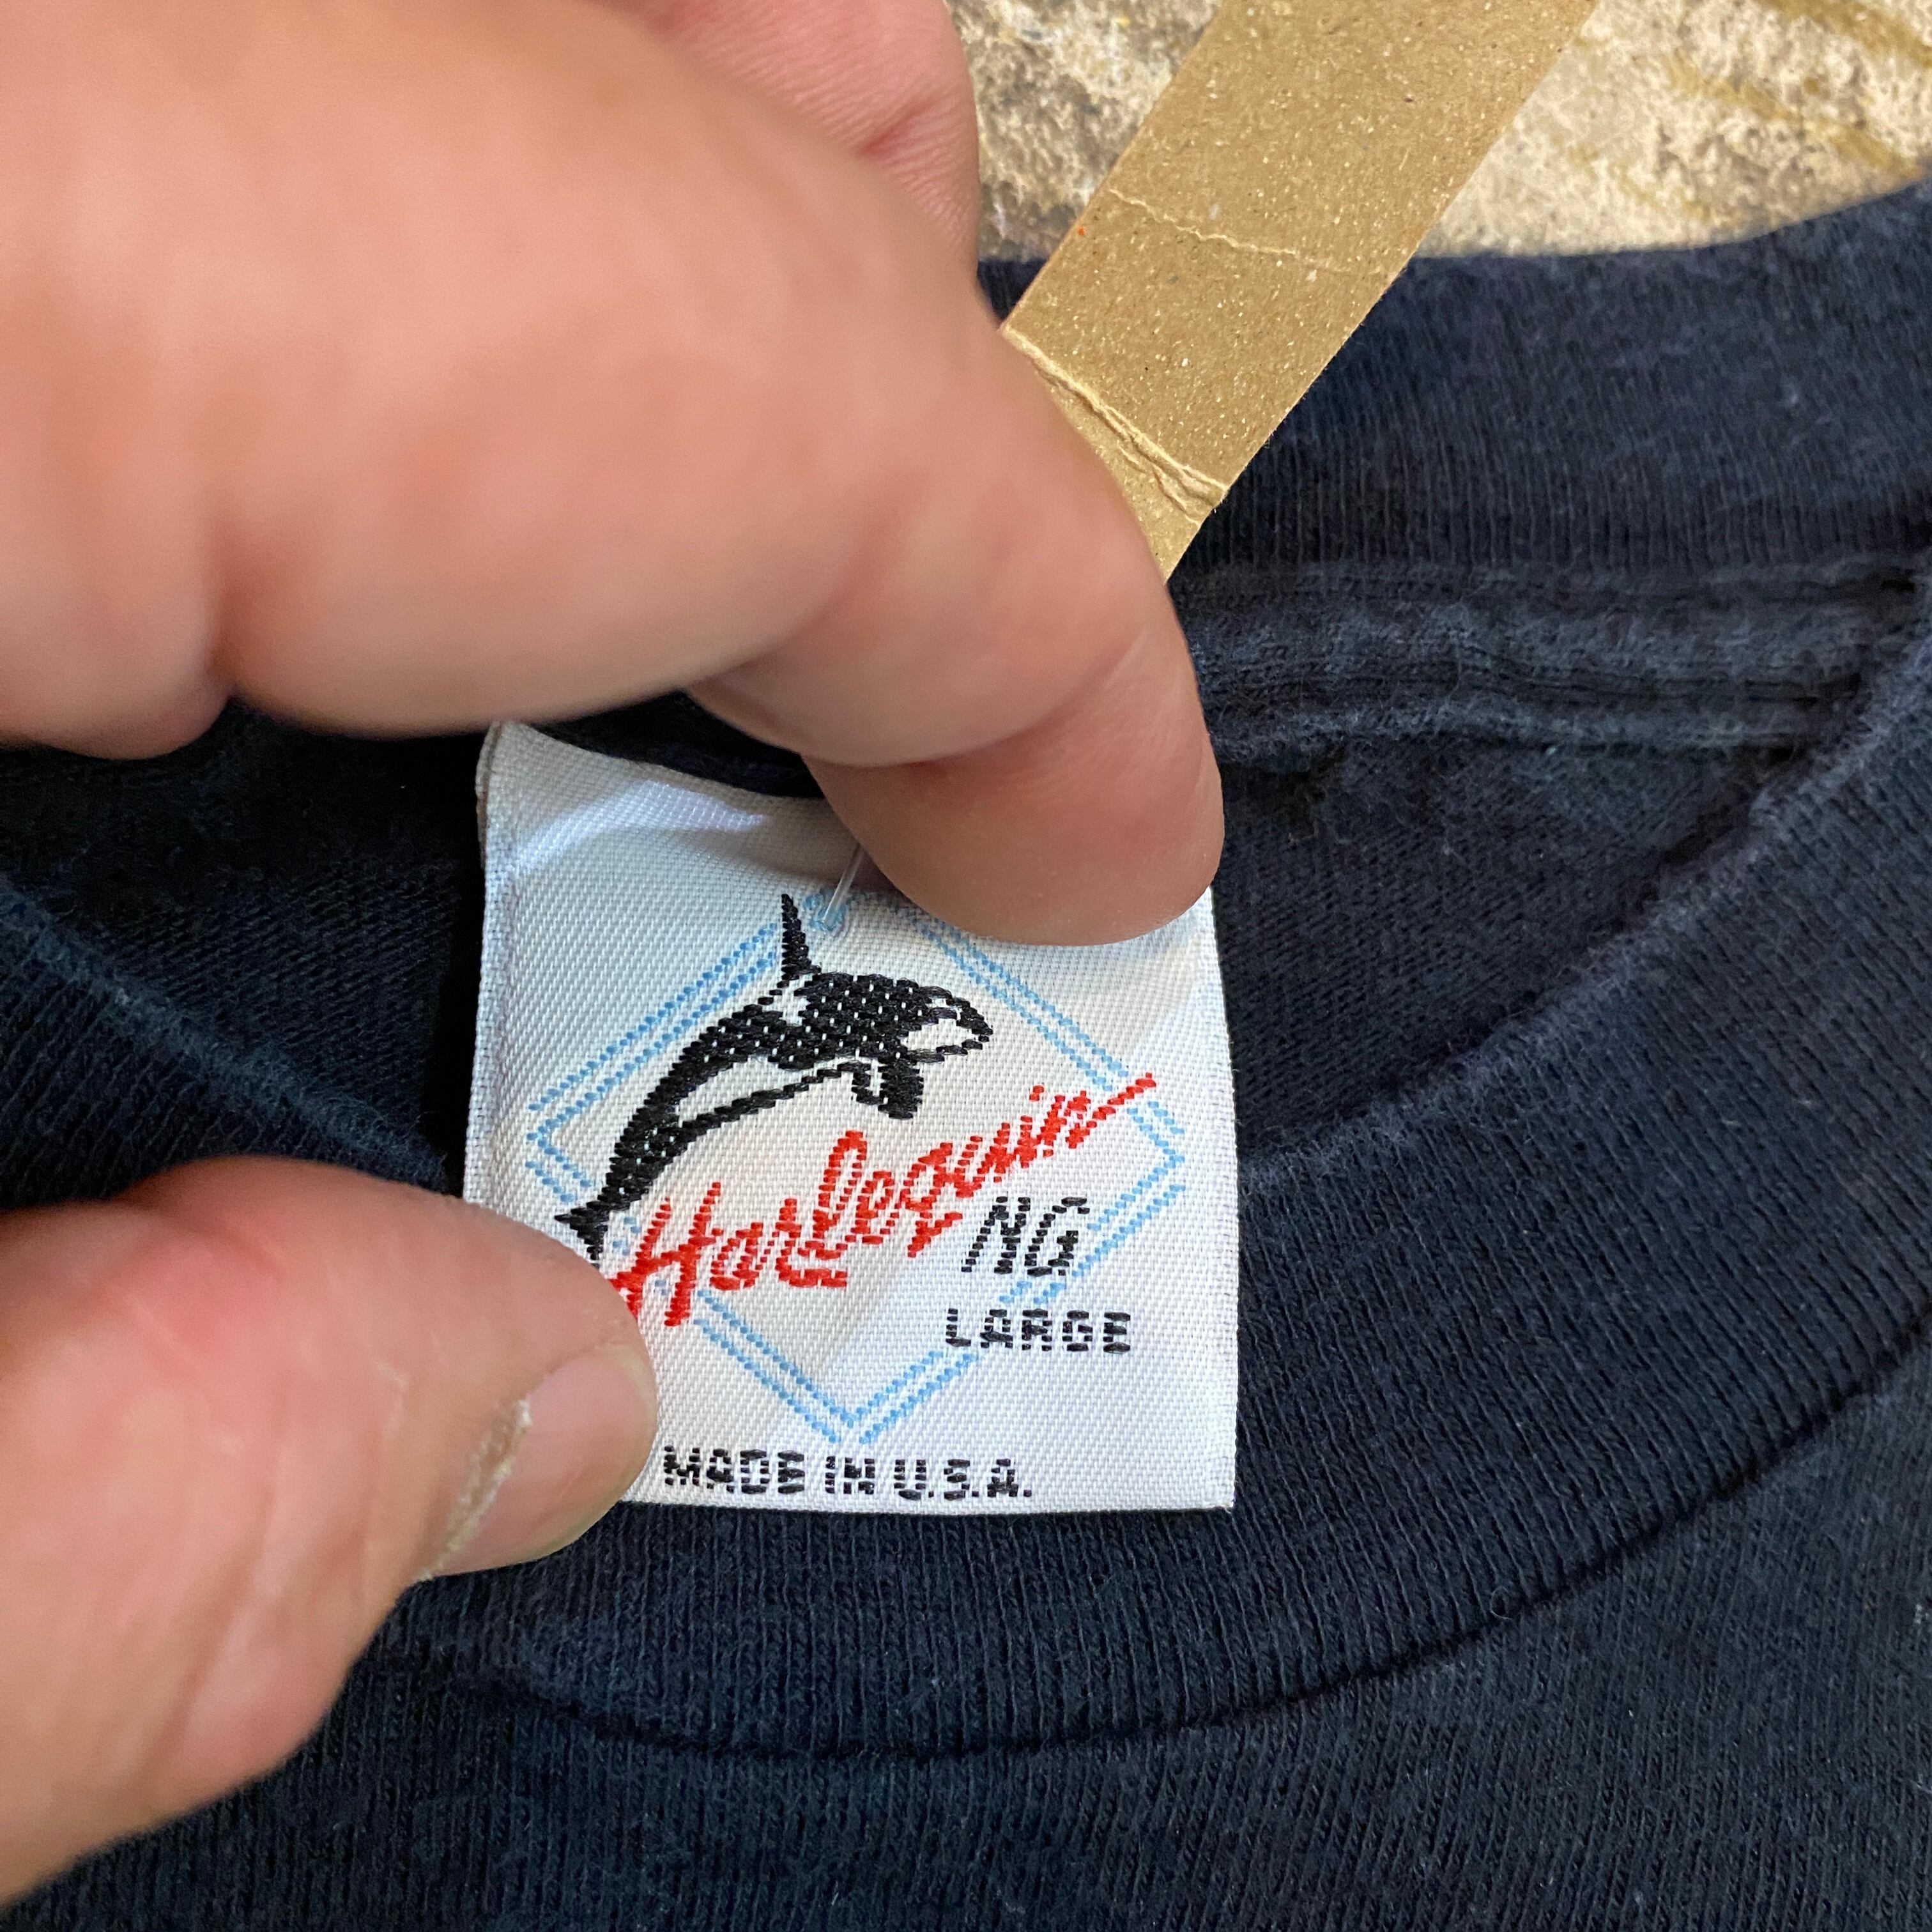 Harlequin
NG
LARGE
MADE IN U.S.A.